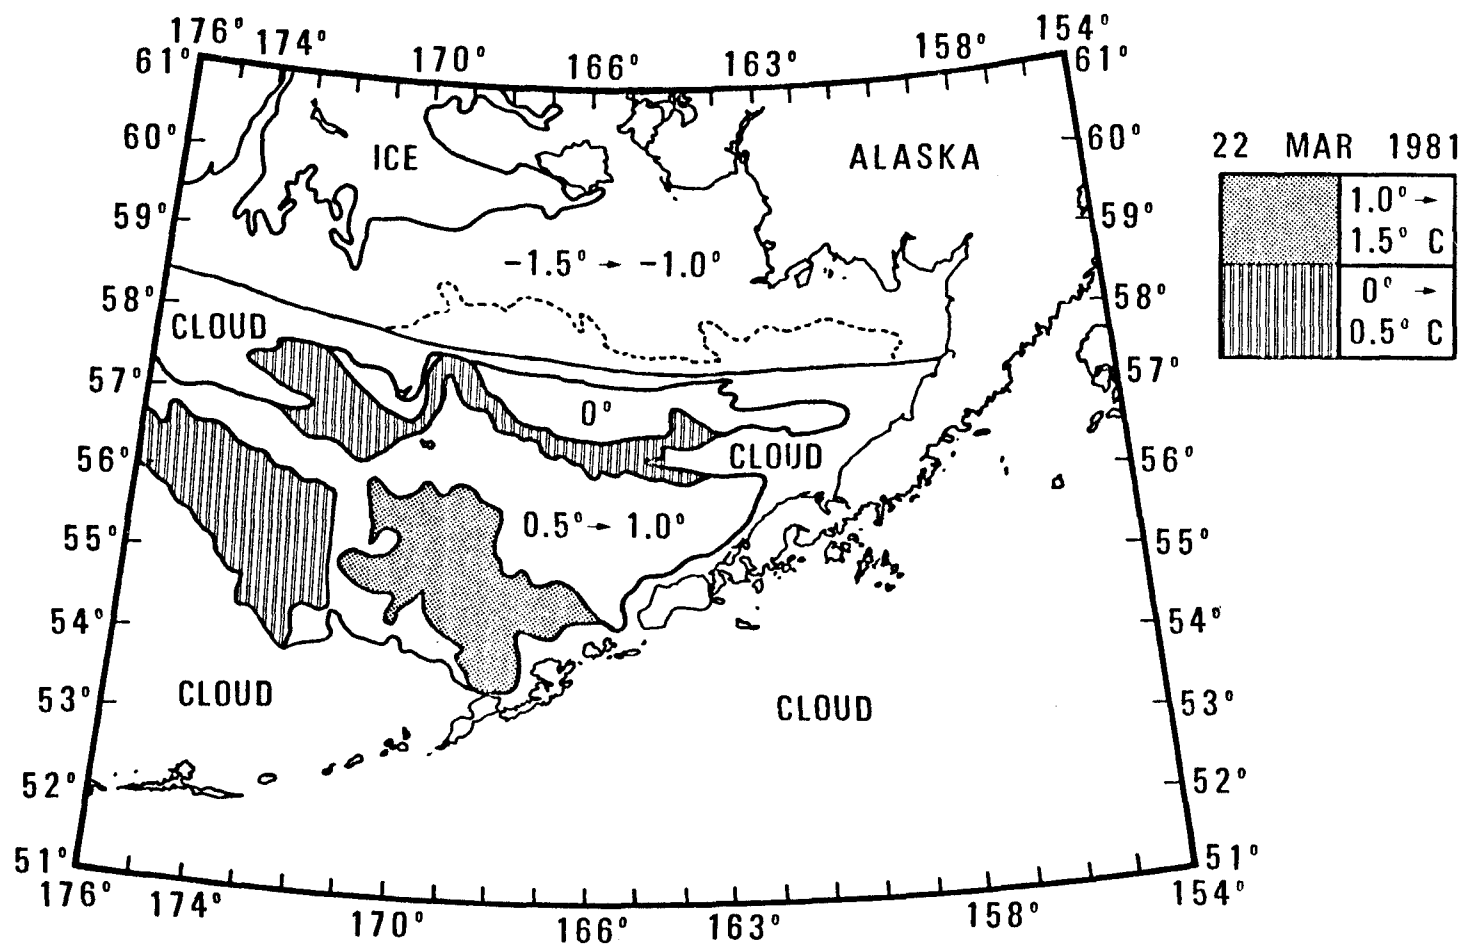 176° 174° 170° 166° 163° 158° 154°
61° 61°
60° 60°
ICE ALASKA
22 MAR 1981
1.0° →
1.5° C
0° →
0.5° C
59° 59°
-1.5° → -1.0°
58° 58°
CLOUD
57° 57°
0°
56° CLOUD 56°
0.5° → 1.0°
55° 55°
54° 54°
53° CLOUD CLOUD 53°
52° 52°
51° 51°
176° 174° 170° 166° 163° 158° 154°